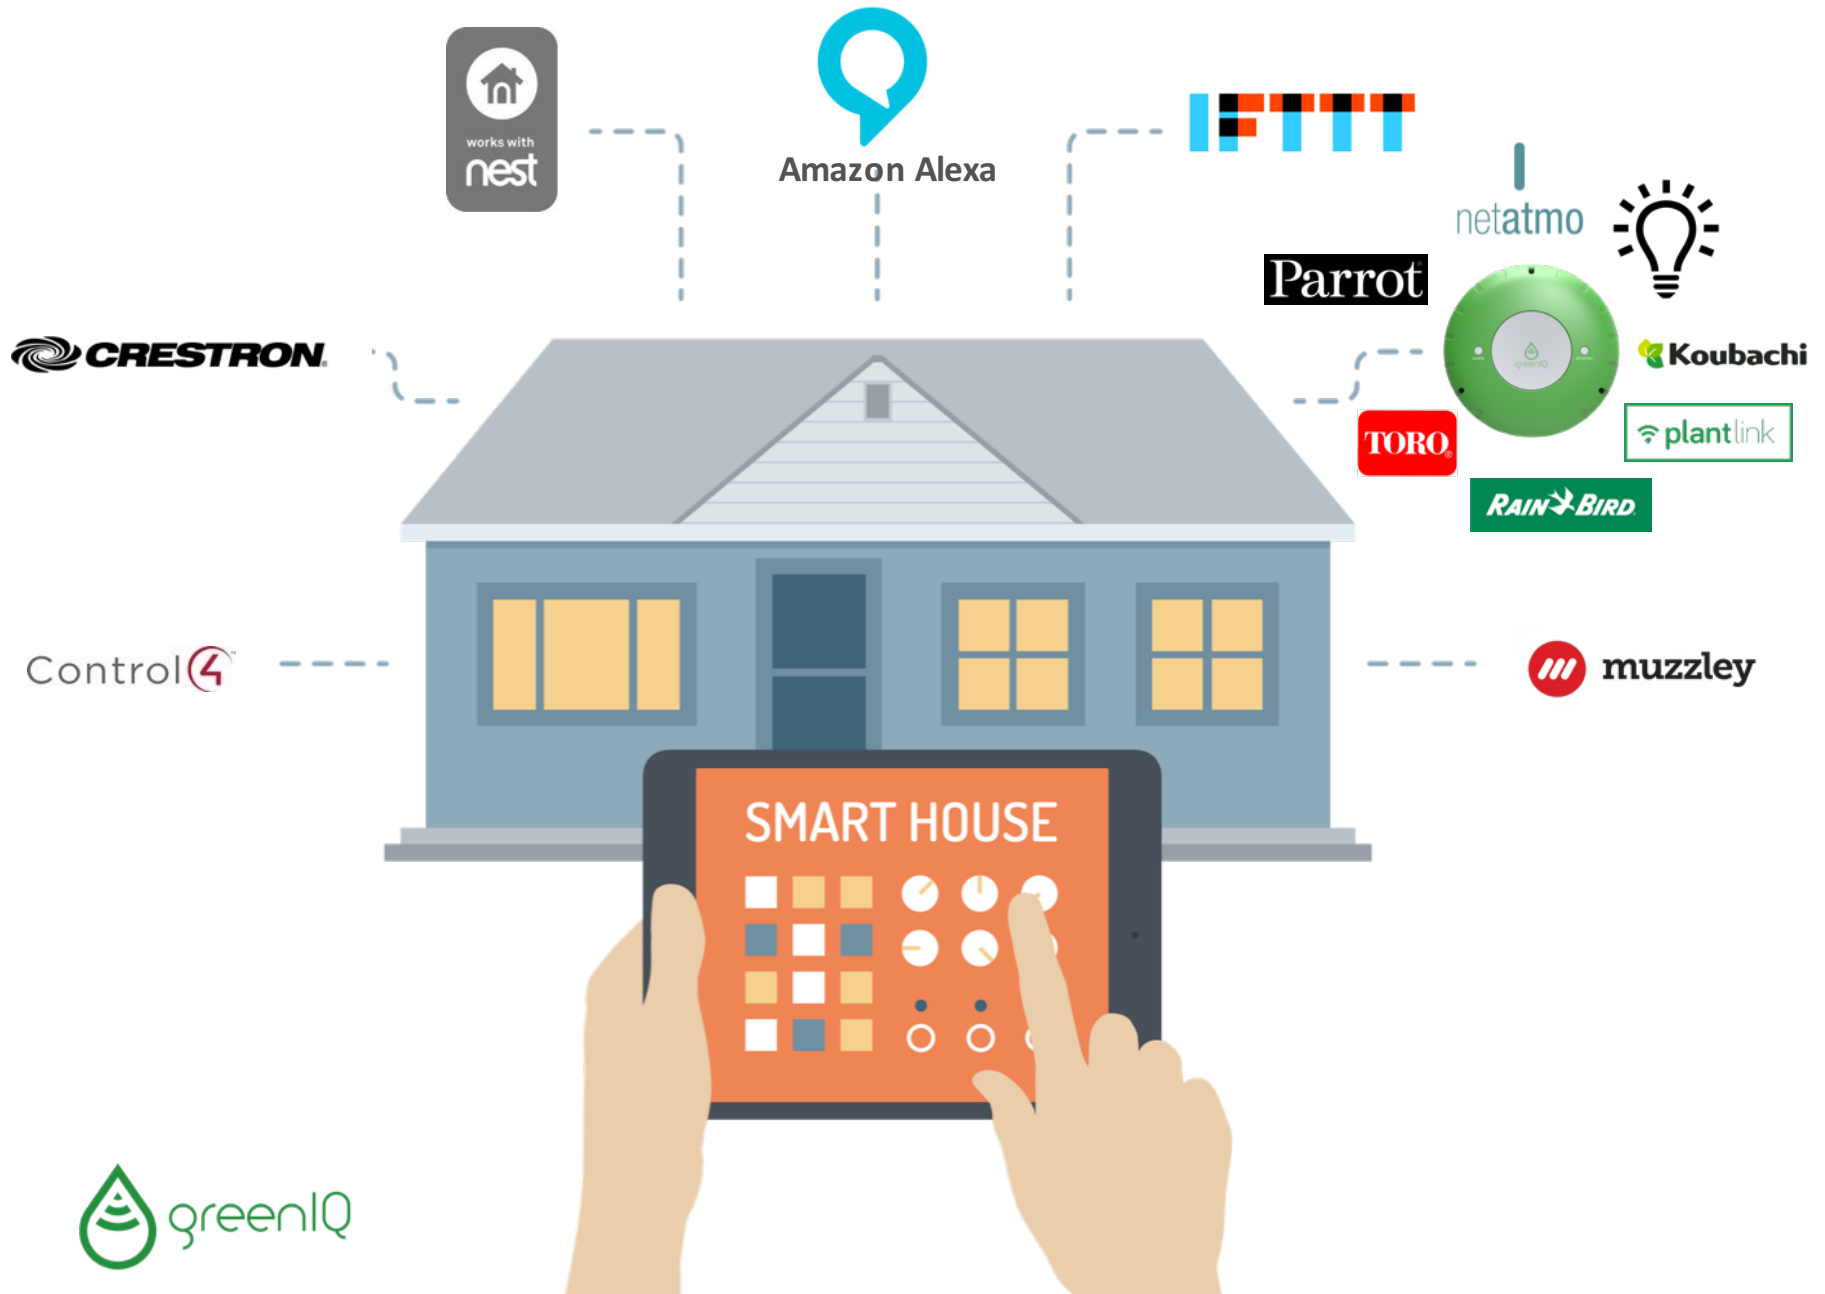 works with
nest
Amazon Alexa
IFTTT
netatmo
Parrot
CRESTRON
greenIQ
Koubachi
TORO
plantlink
RAIN BIRD
Control4
muzzley
SMART HOUSE
greenIQ